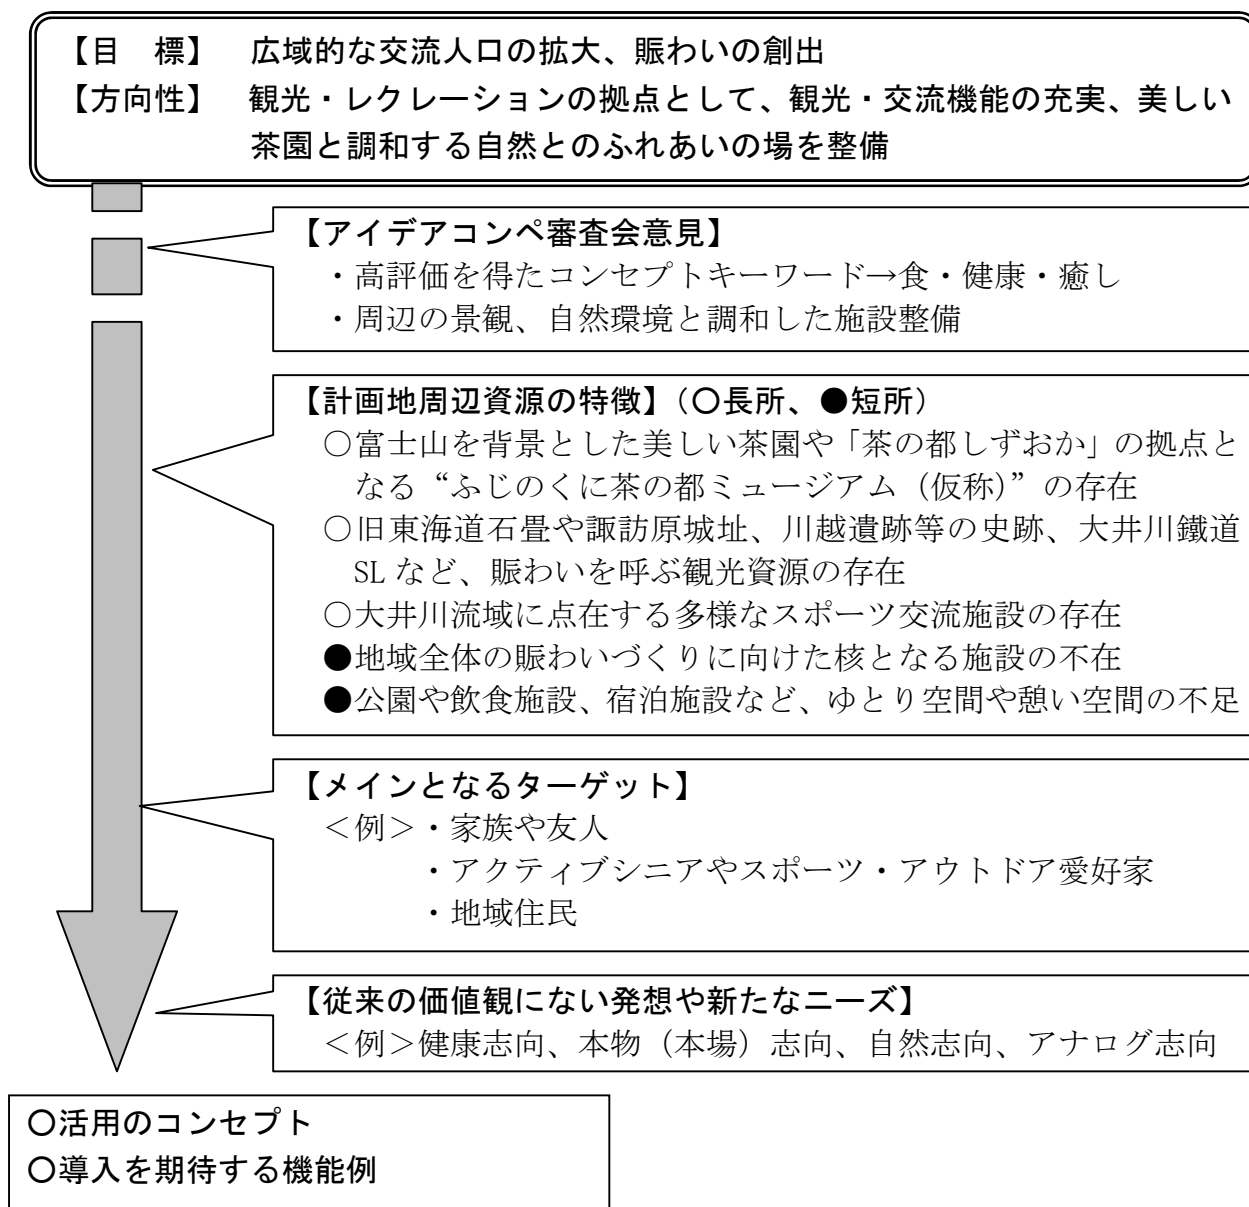 【目　標】　広域的な交流人口の拡大、賑わいの創出
【方向性】　観光・レクレーションの拠点として、観光・交流機能の充実、美しい
茶園と調和する自然とのふれあいの場を整備
【アイデアコンペ審査会意見】
・高評価を得たコンセプトキーワード→食・健康・癒し
・周辺の景観、自然環境と調和した施設整備
【計画地周辺資源の特徴】（○長所、●短所）
○富士山を背景とした美しい茶園や「茶の都しずおか」の拠点と
なる“ふじのくに茶の都ミュージアム（仮称）”の存在
○旧東海道石畳や諏訪原城址、川越遺跡等の史跡、大井川鐵道
SL など、賑わいを呼ぶ観光資源の存在
○大井川流域に点在する多様なスポーツ交流施設の存在
●地域全体の賑わいづくりに向けた核となる施設の不在
●公園や飲食施設、宿泊施設など、ゆとり空間や憩い空間の不足
【メインとなるターゲット】
＜例＞・家族や友人
・アクティブシニアやスポーツ・アウトドア愛好家
・地域住民
【従来の価値観にない発想や新たなニーズ】
＜例＞健康志向、本物（本場）志向、自然志向、アナログ志向
○活用のコンセプト
○導入を期待する機能例